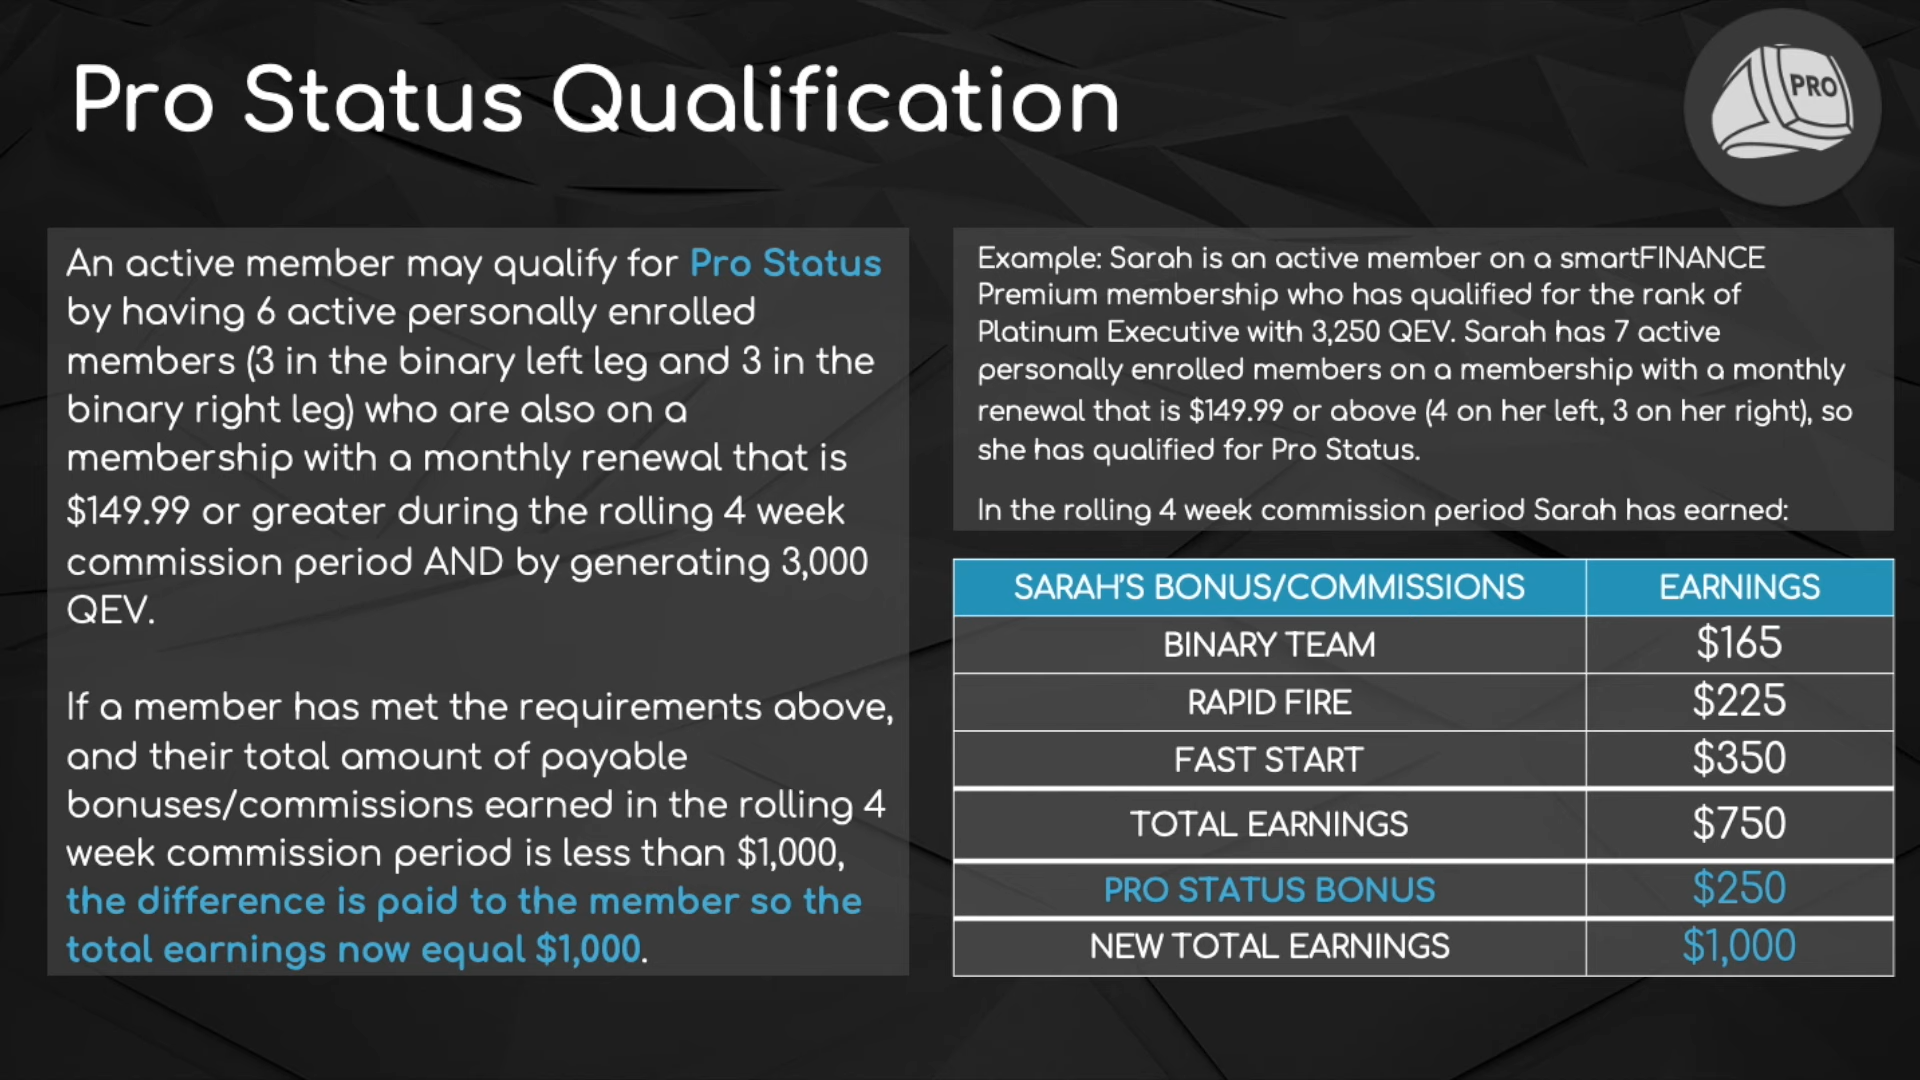 Pro Status Qualification
PRO
An active member may qualify for Pro Status
by having 6 active personally enrolled
members (3 in the binary left leg and 3 in the
binary right leg) who are also on a
membership with a monthly renewal that is
$149.99 or greater during the rolling 4 week
commission period AND by generating 3,000
QEV.
If a member has met the requirements above,
and their total amount of payable
bonuses/commissions earned in the rolling 4
week commission period is less than $1,000,
the difference is paid to the member so the
total earnings now equal $1,000.
Example: Sarah is an active member on a smartFINANCE
Premium membership who has qualified for the rank of
Platinum Executive with 3,250 QEV. Sarah has 7 active
personally enrolled members on a membership with a monthly
renewal that is $149.99 or above (4 on her left, 3 on her right), so
she has qualified for Pro Status.
In the rolling 4 week commission period Sarah has earned:
SARAH'S BONUS/COMMISSIONS EARNINGS
BINARY TEAM $165
RAPID FIRE $225
FAST START $350
TOTAL EARNINGS $750
PRO STATUS BONUS $250
NEW TOTAL EARNINGS $1,000